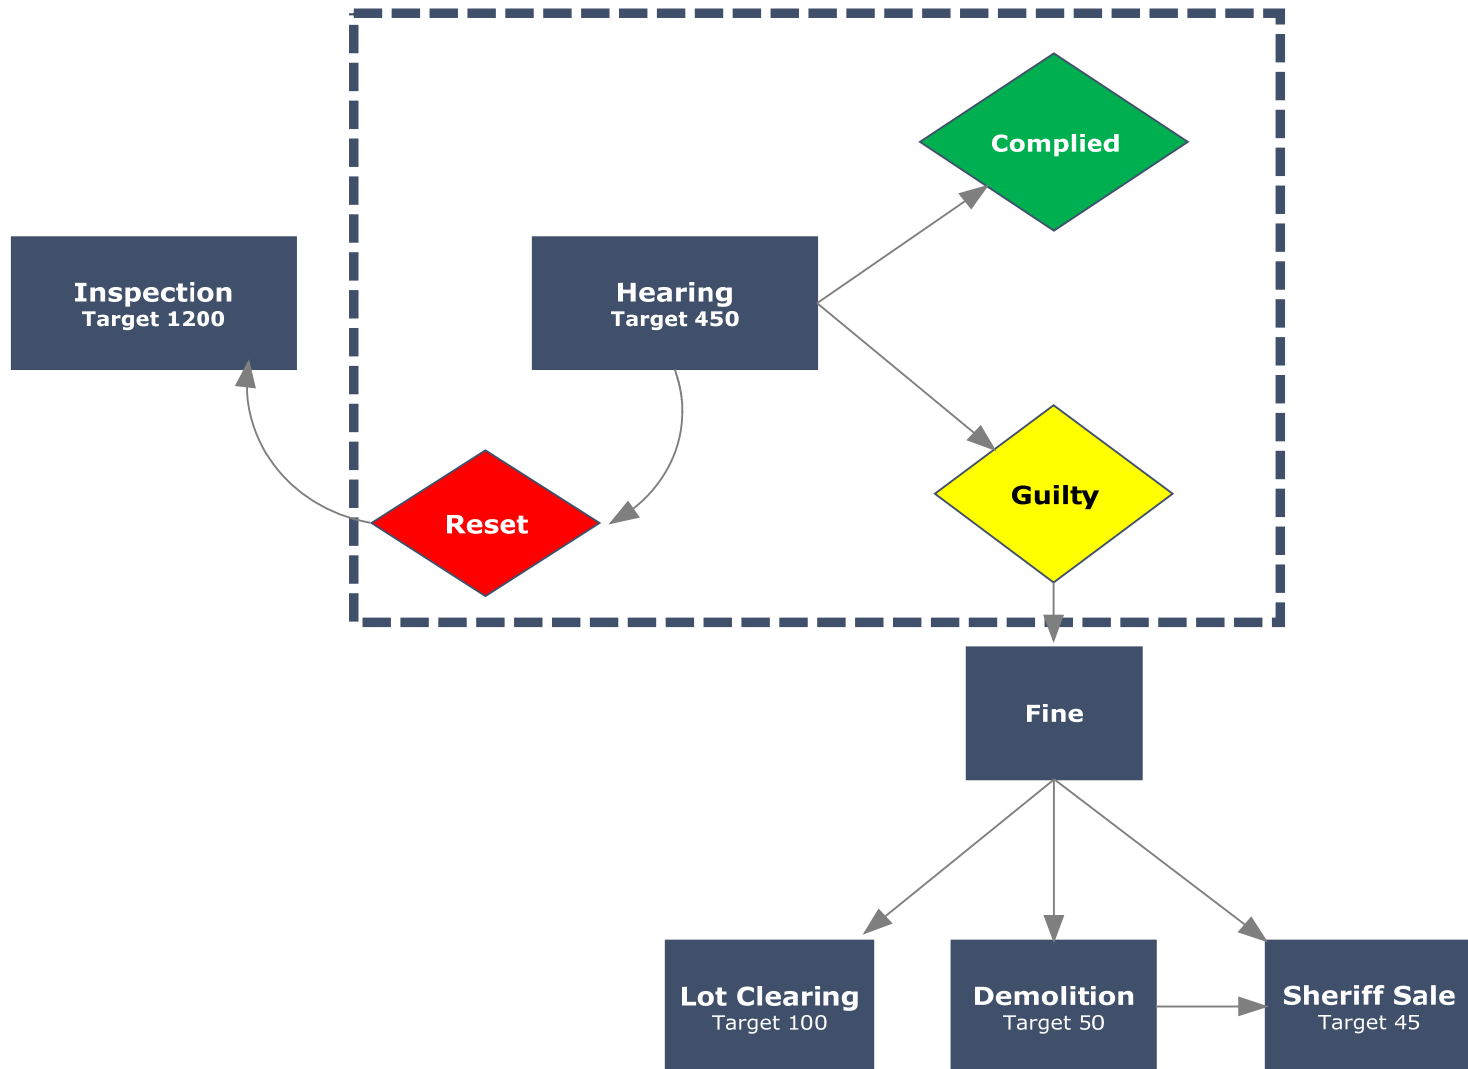 Complied
Inspection
Target 1200
Hearing
Target 450
Guilty
Reset
Fine
Lot Clearing
Target 100
Demolition
Target 50
Sheriff Sale
Target 45